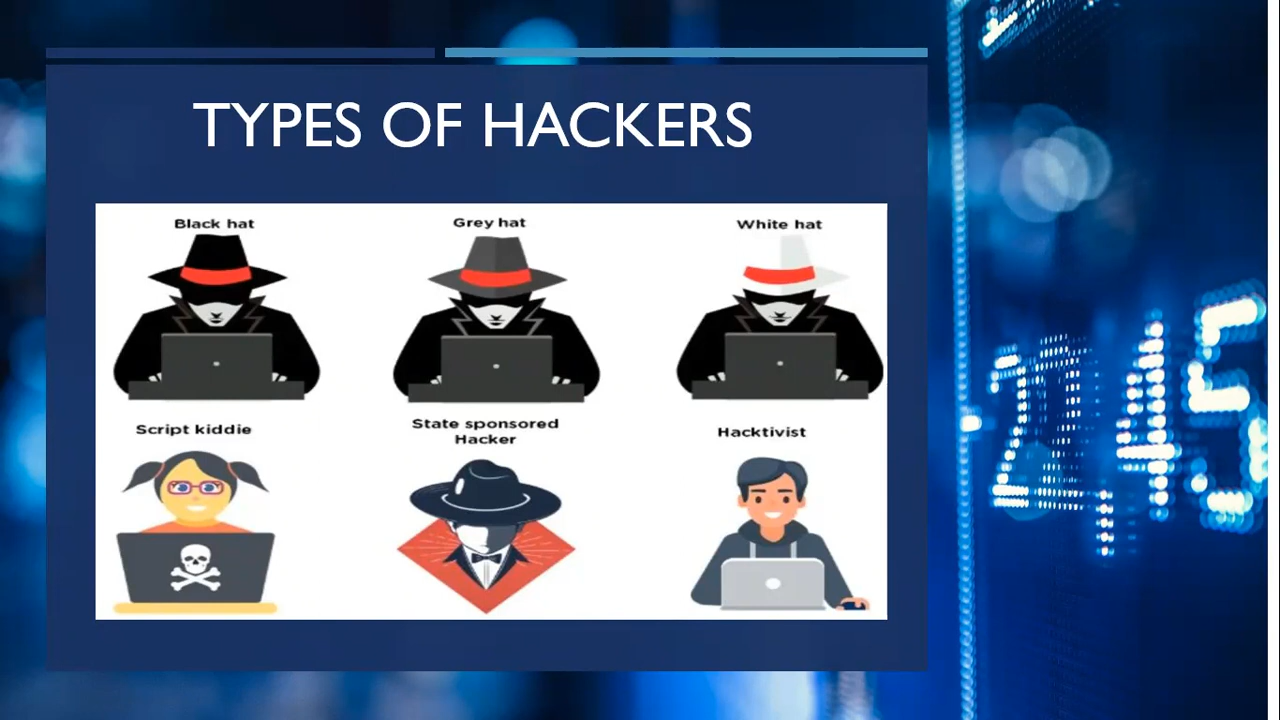 TYPES OF HACKERS
Black hat
Grey hat
White hat
Script kiddie
State sponsored
Hacker
Hacktivist